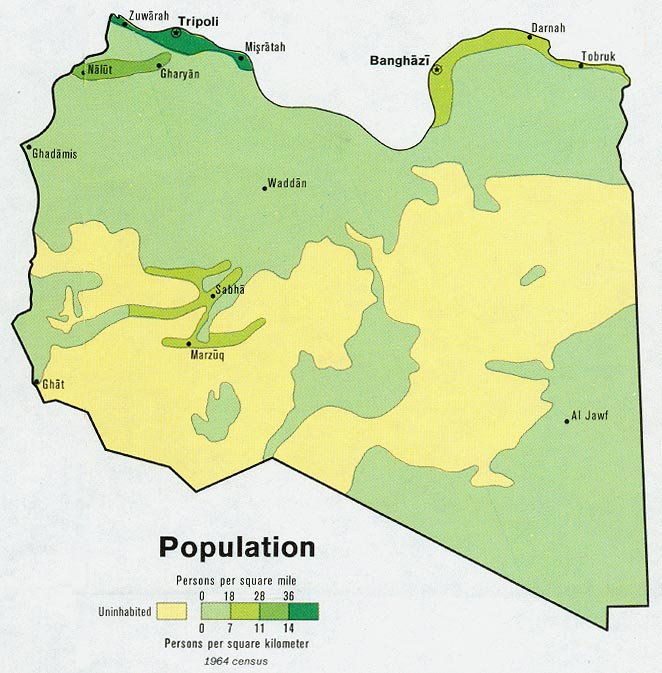 Zuwārah
Tripoli
Mişrātah
Nālūt
Gharyān
Banghāzī
Darnah
Tobruk
Ghadāmis
Waddān
Sabhā
Marzūq
Ghāt
Al Jawf
Population
Persons per square mile
0 18 28 36
Uninhabited
0 7 11 14
Persons per square kilometer
1964 census